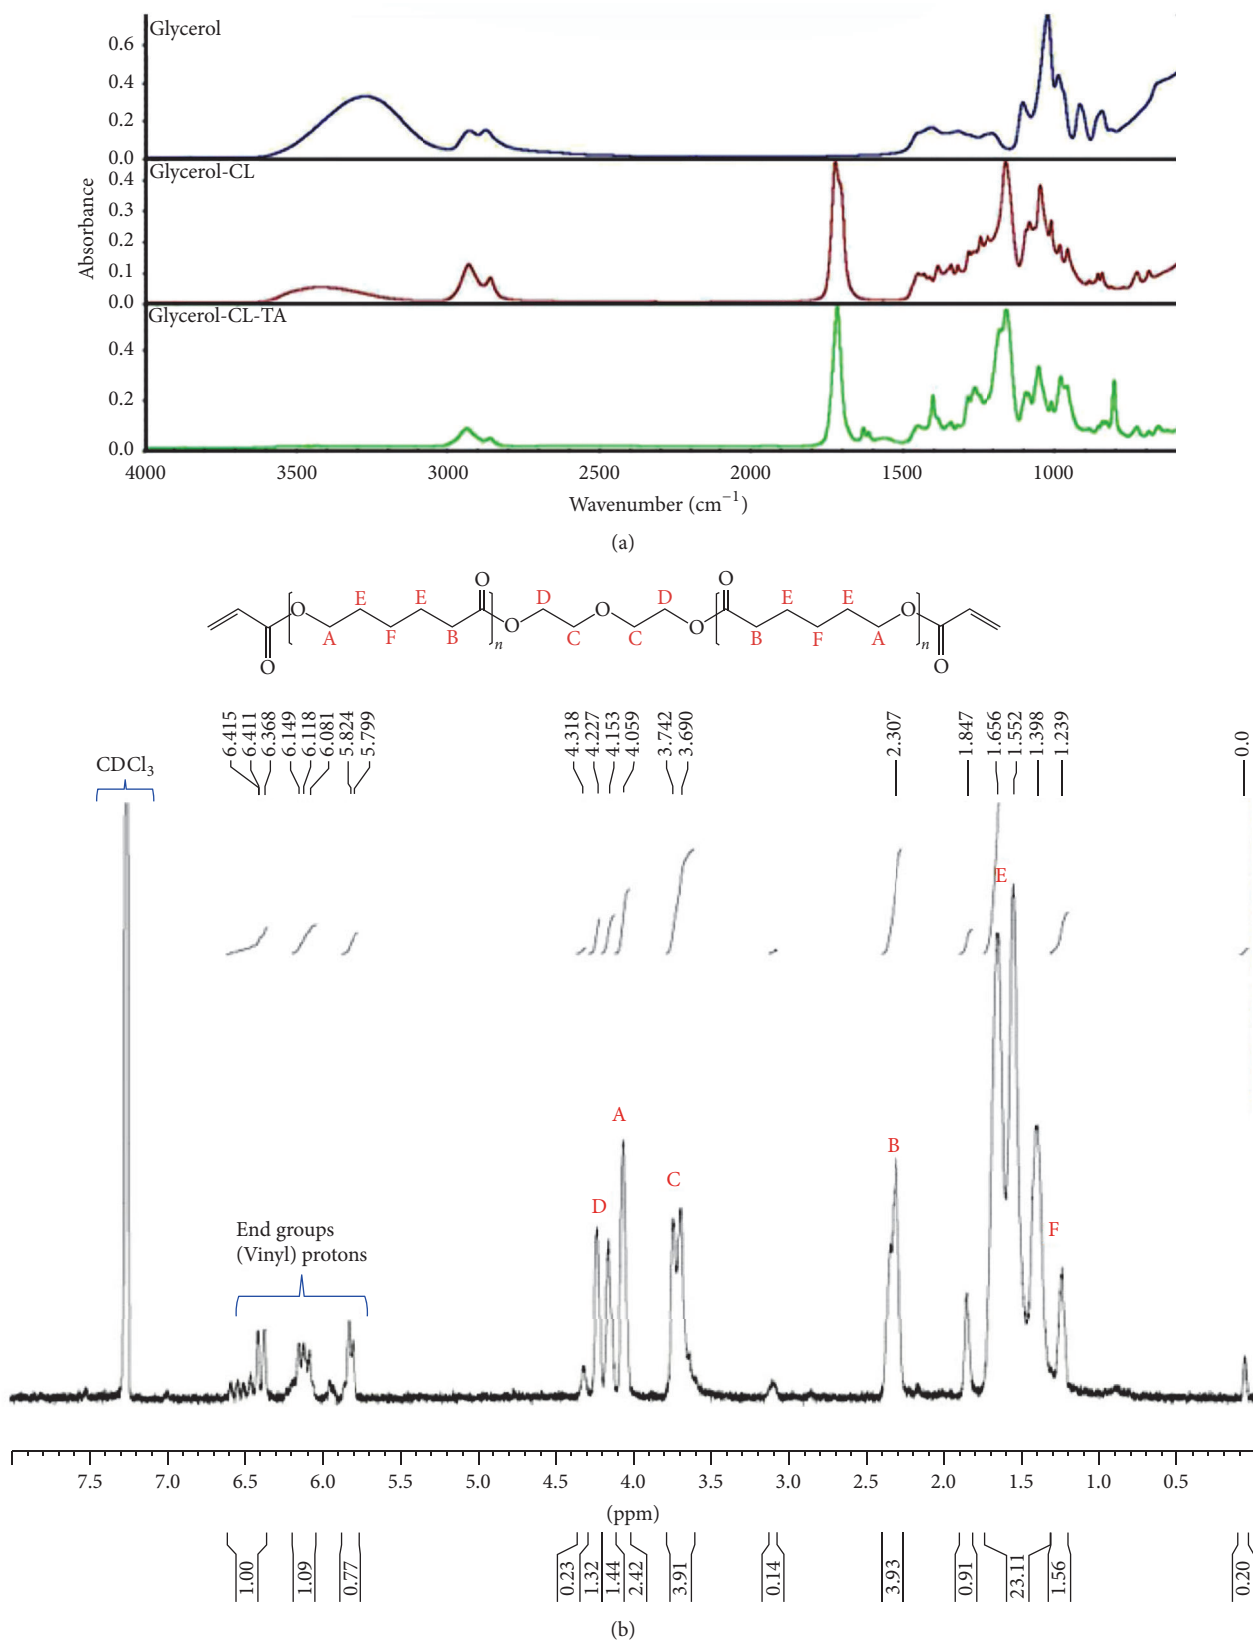 Glycerol
0.6
0.4
0.2
0.0
Glycerol-CL
0.4
0.3
0.2
0.1
0.0
Glycerol-CL-TA
0.4
0.2
0.0
Absorbance
4000 3500 3000 2500 2000 1500 1000
Wavenumber (cm−1)
(a)
O O
E E D O D E E
O O O O
A F B C C B F A
n n
O O
6.415 6.411 6.368 6.149 6.118 6.081 5.824 5.799 4.318 4.227 4.153 4.059 3.742 3.690 2.307 1.847 1.656 1.552 1.398 1.239 0.0
CDCl3
E
A
B
C
D
F
End groups
(Vinyl) protons
7.5 7.0 6.5 6.0 5.5 5.0 4.5 4.0 3.5 3.0 2.5 2.0 1.5 1.0 0.5
(ppm)
1.00 1.09 0.77 0.23 1.32 1.44 2.42 3.91 0.14 3.93 0.91 23.11 1.56 0.20
(b)